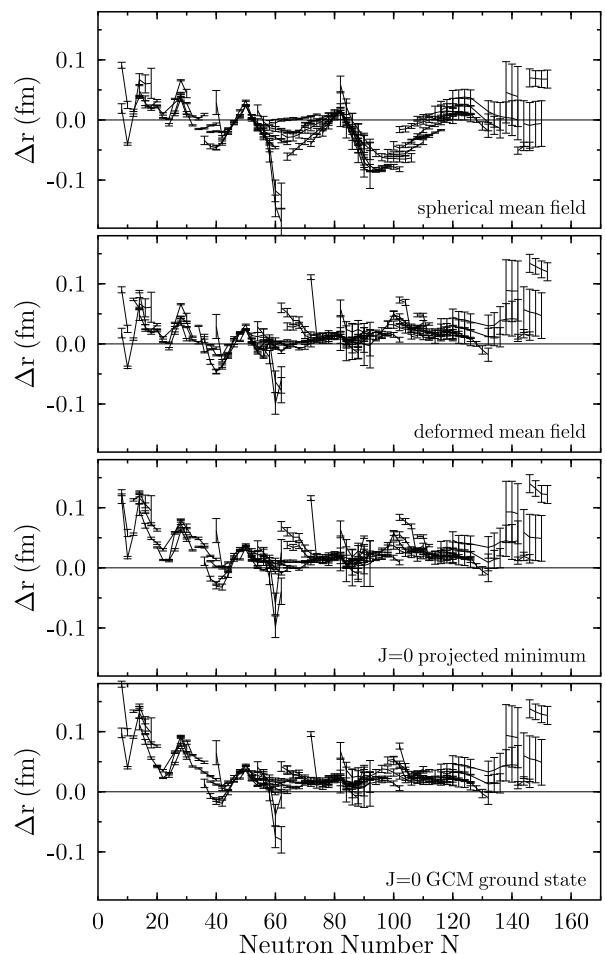 Δr (fm)
0.1
0.0
-0.1
spherical mean field
Δr (fm)
0.1
0.0
-0.1
deformed mean field
Δr (fm)
0.1
0.0
-0.1
J=0 projected minimum
Δr (fm)
0.1
0.0
-0.1
J=0 GCM ground state
0 20 40 60 80 100 120 140 160
Neutron Number N